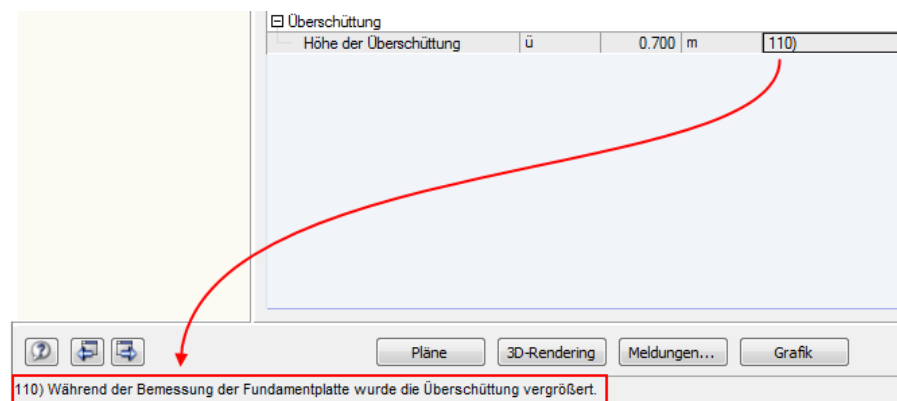 Überschüttung
Höhe der Überschüttung ü 0.700 m 110)
Pläne 3D-Rendering Meldungen... Grafik
110) Während der Bemessung der Fundamentplatte wurde die Überschüttung vergrößert.